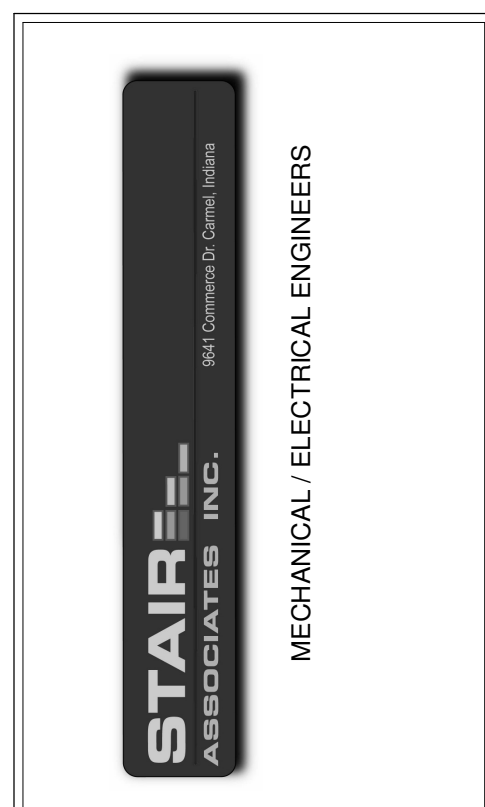 STAIR
ASSOCIATES INC.
9641 Commerce Dr. Carmel, Indiana
MECHANICAL / ELECTRICAL ENGINEERS